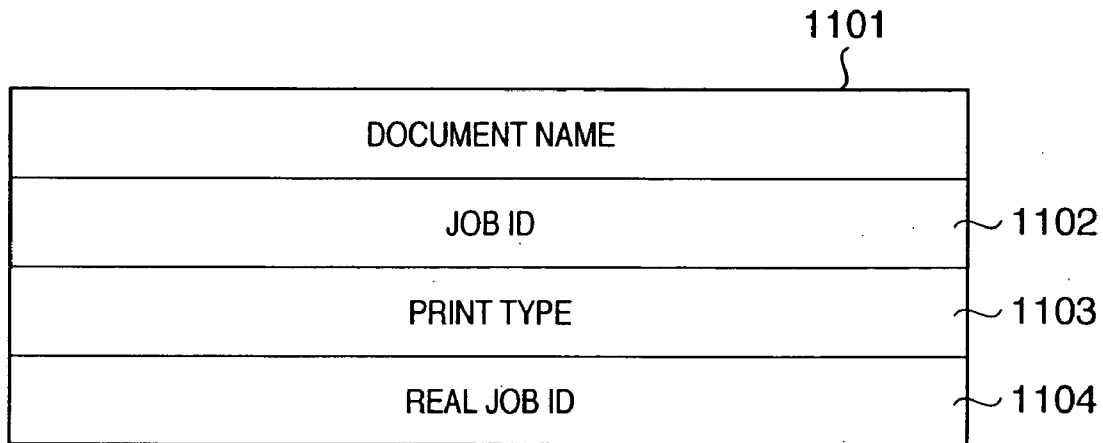 1101
DOCUMENT NAME
JOB ID 1102
PRINT TYPE 1103
REAL JOB ID 1104